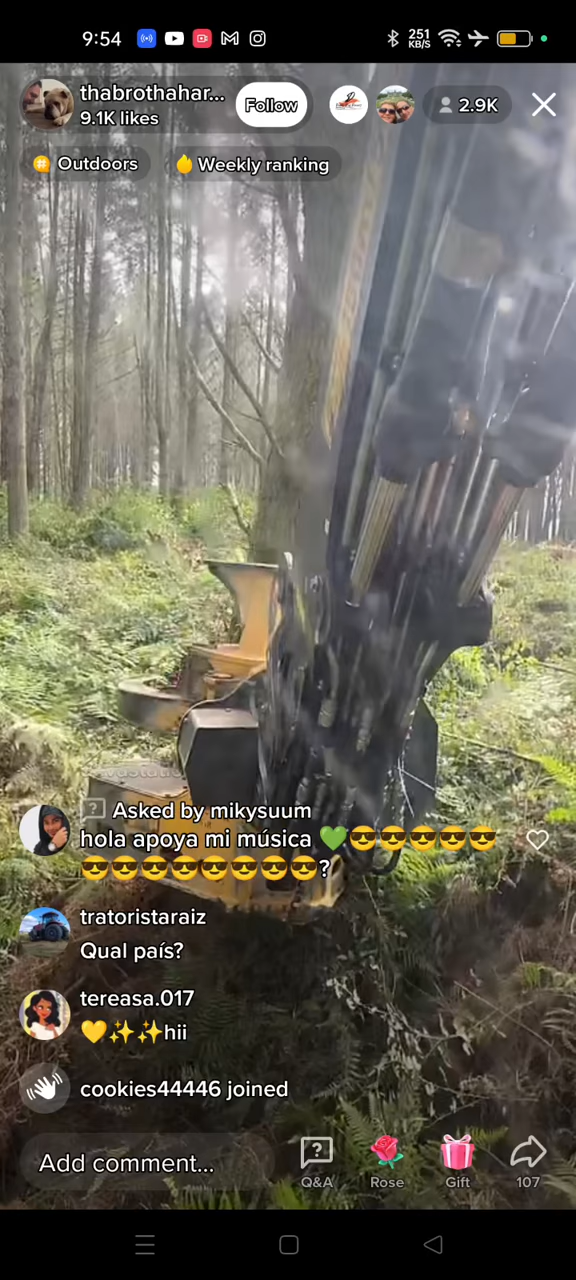 9:54
251
KB/S
thabrothahar...
9.1K likes
Follow
2.9K
Outdoors
Weekly ranking
Asked by mikysuum
hola apoya mi música 💚😎😎😎😎😎
😎😎😎😎😎😎😎😎?
tratoristaraiz
Qual país?
tereasa.017
💛✨✨hii
cookies44446 joined
Add comment...
Q&A
Rose
Gift
107